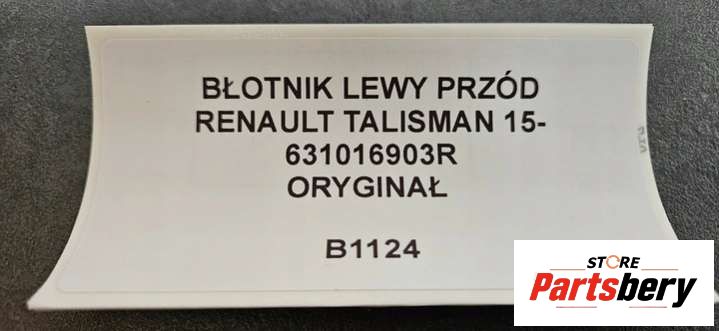 BŁOTNIK LEWY PRZÓD
RENAULT TALISMAN 15-
631016903R
ORYGINAŁ
B1124
STORE
Partsbery